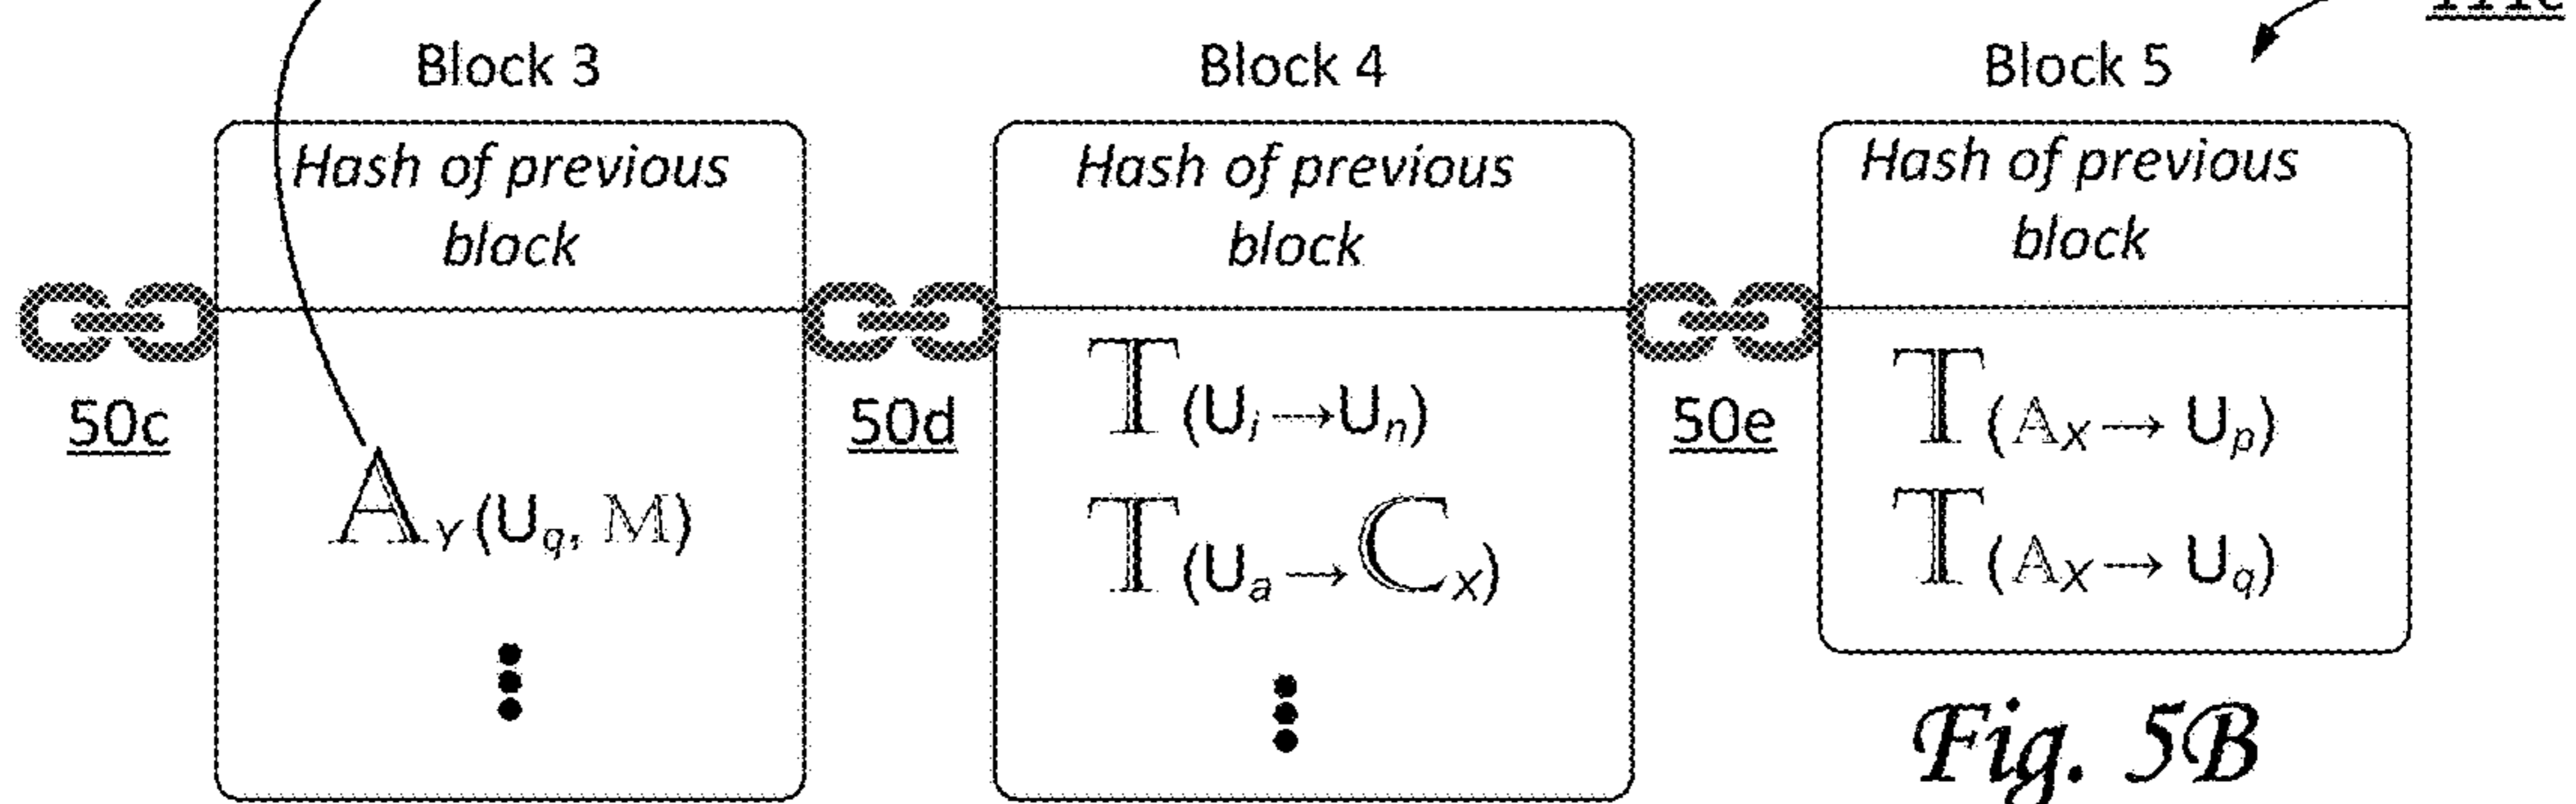 Block 3
Hash of previous
block
50c
𝔸Y (Uq, 𝕄)
Block 4
Hash of previous
block
50d
𝕋(Ui→Un)
𝕋(Ua→ℂX)
Block 5
Hash of previous
block
50e
𝕋(𝔸X→ Up)
𝕋(𝔸X→ Uq)
Fig. 5B